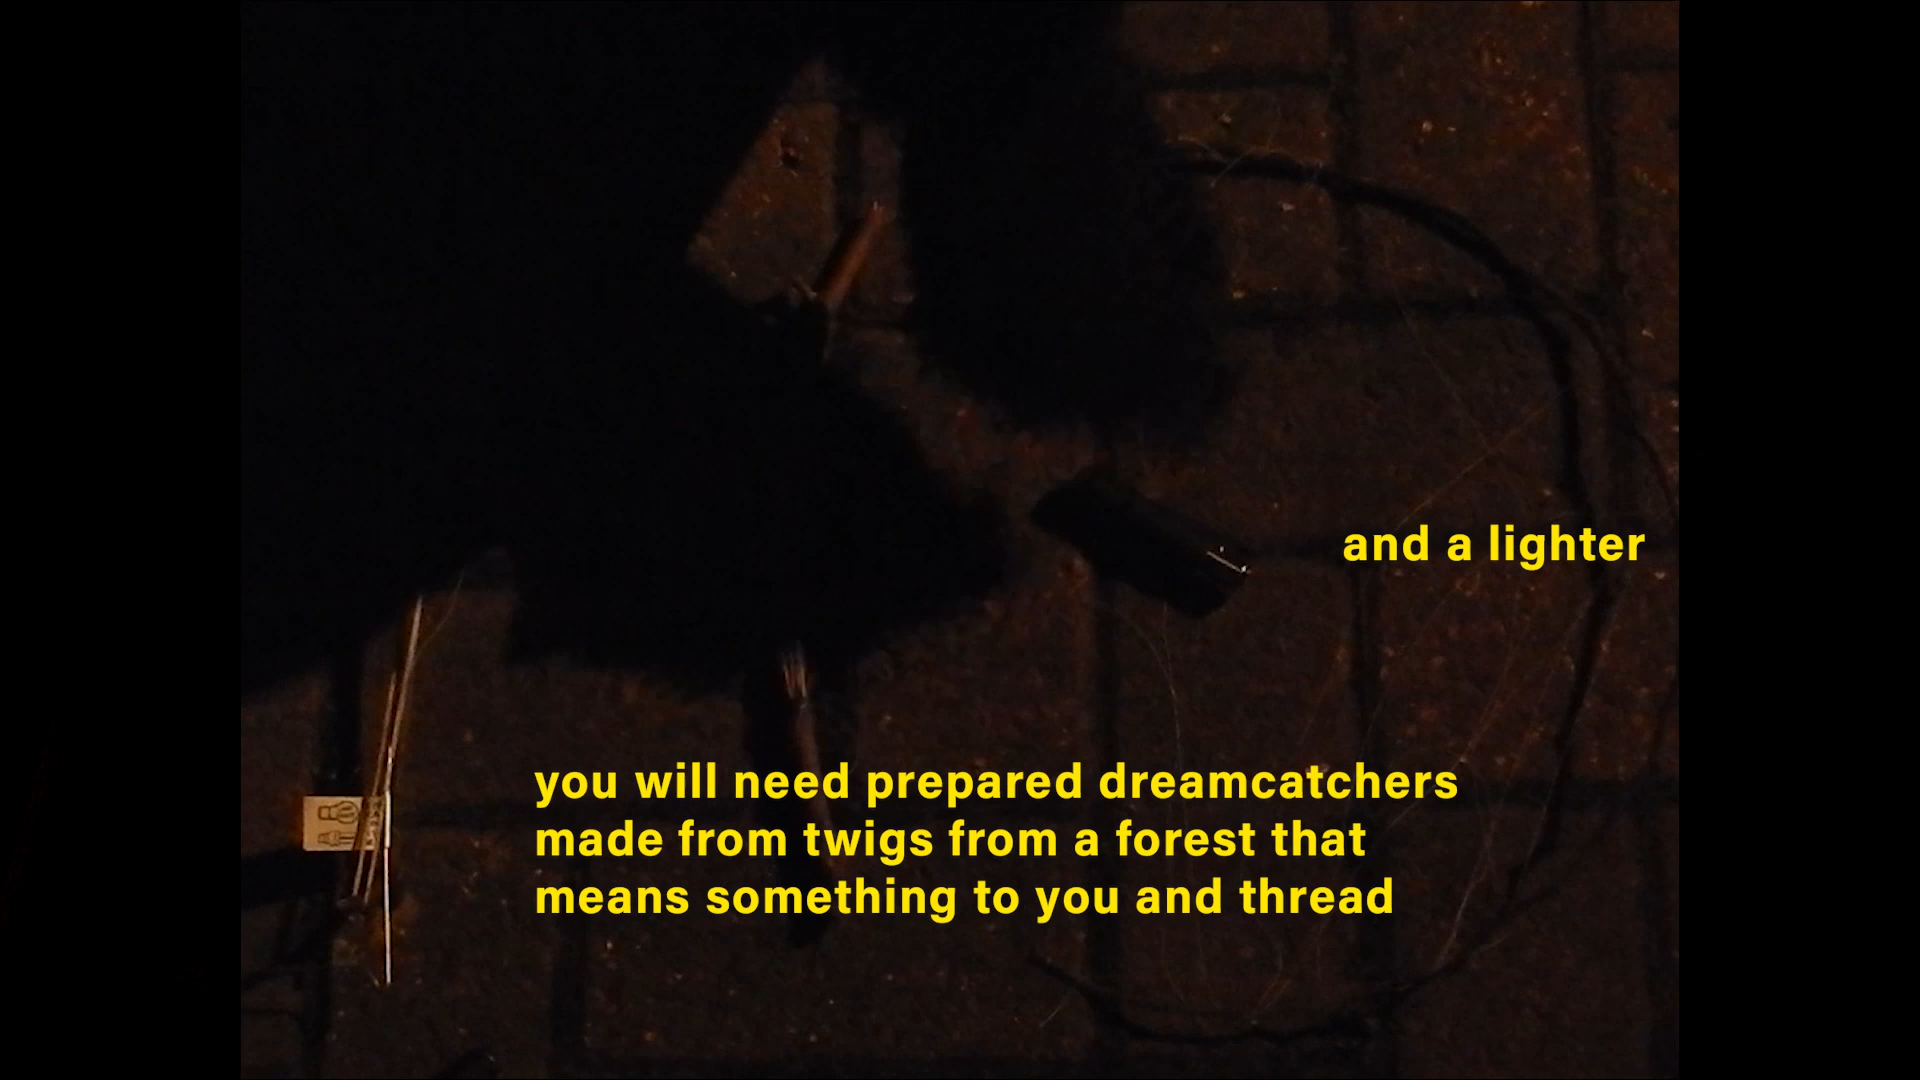 and a lighter
you will need prepared dreamcatchers
made from twigs from a forest that
means something to you and thread